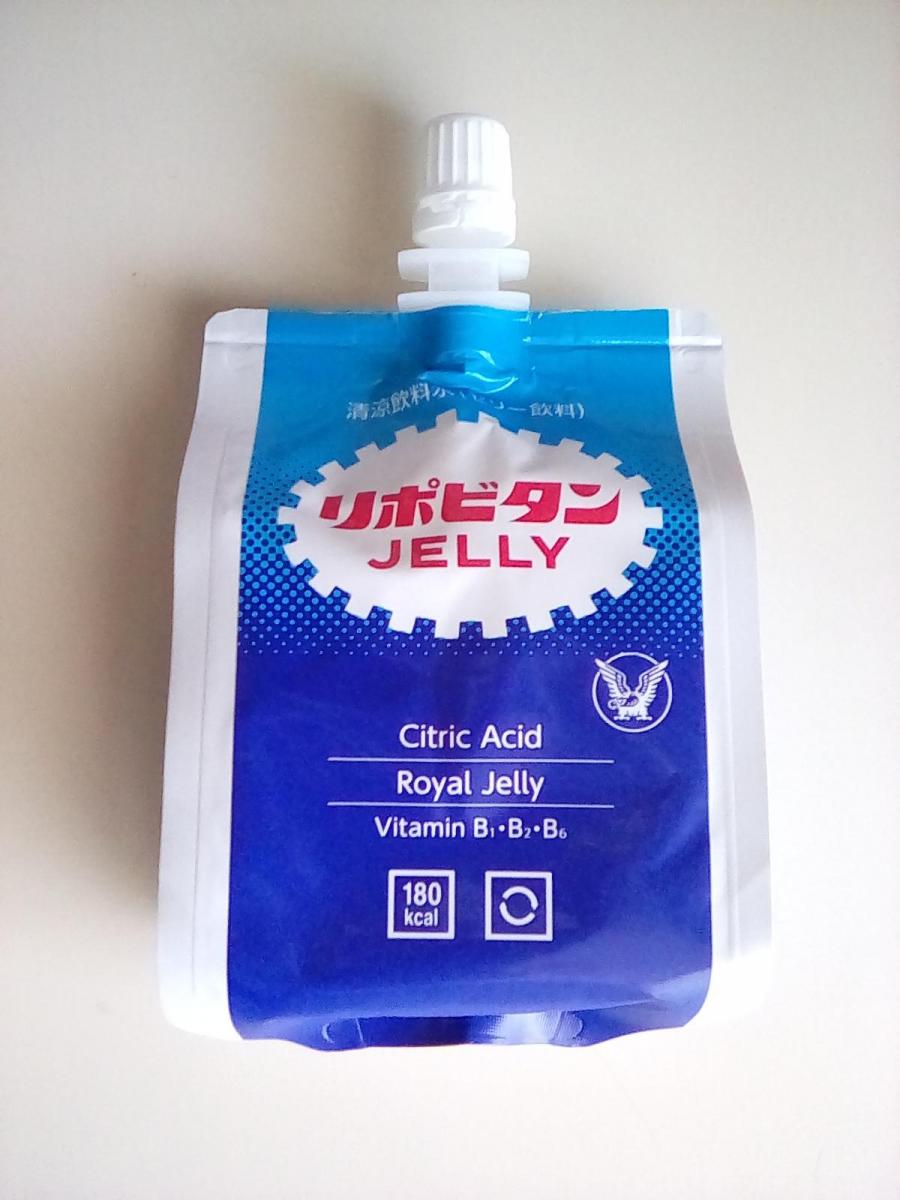 清涼飲料水(ゼリー飲料)
リポビタン
JELLY
Citric Acid
Royal Jelly
Vitamin B₁・B₂・B₆
180
kcal